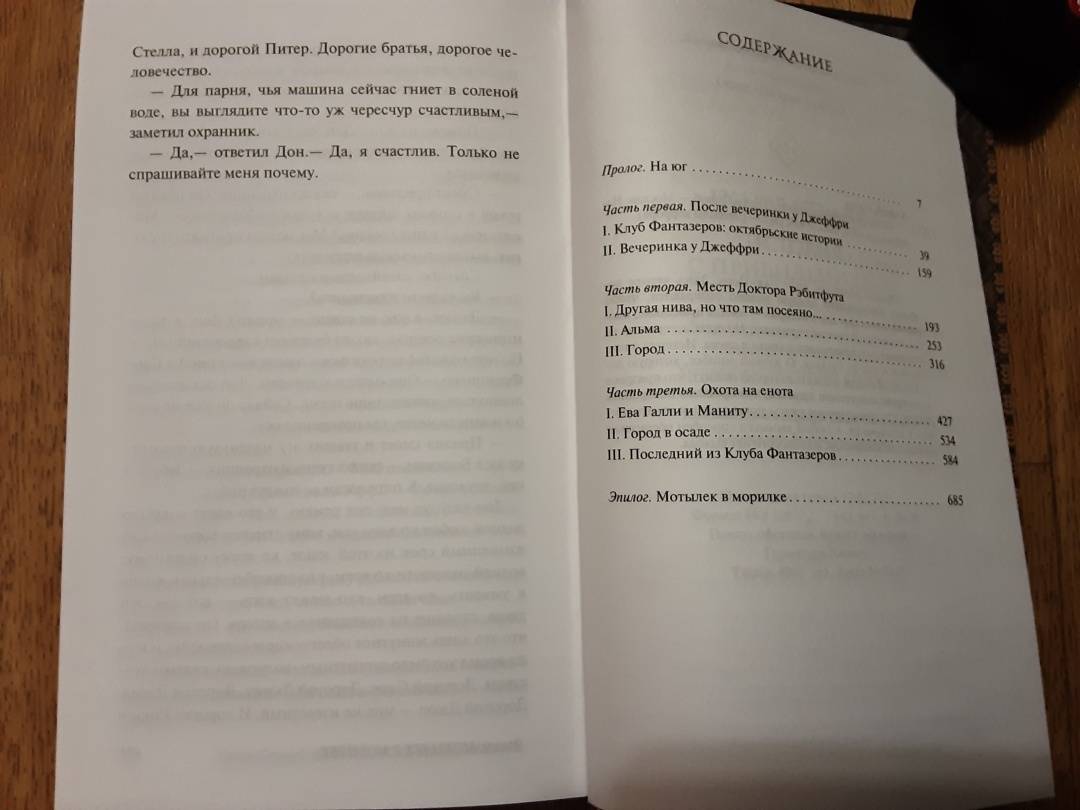 Стелла, и дорогой Питер. Дорогие братья, дорогое че-
ловечество.
— Для парня, чья машина сейчас гниет в соленой
воде, вы выглядите что-то уж чересчур счастливым,—
заметил охранник.
— Да,— ответил Дон.— Да, я счастлив. Только не
спрашивайте меня почему.
СОДЕРЖАНИЕ
Пролог. На юг . . . . . . . . . . . . . . . . . . . . . . . . . . . . 7
Часть первая. После вечеринки у Джеффри
I. Клуб Фантазеров: октябрьские истории . . . . . . . . . . . 39
II. Вечеринка у Джеффри . . . . . . . . . . . . . . . . . . . . 159
Часть вторая. Месть Доктора Рэбитфута
I. Другая нива, но что там посеяно... . . . . . . . . . . . . . 193
II. Альма . . . . . . . . . . . . . . . . . . . . . . . . . . . . 253
III. Город . . . . . . . . . . . . . . . . . . . . . . . . . . . . 316
Часть третья. Охота на енота
I. Ева Галли и Маниту . . . . . . . . . . . . . . . . . . . . . 427
II. Город в осаде . . . . . . . . . . . . . . . . . . . . . . . . 534
III. Последний из Клуба Фантазеров . . . . . . . . . . . . . . 584
Эпилог. Мотылек в морилке . . . . . . . . . . . . . . . . . . 685